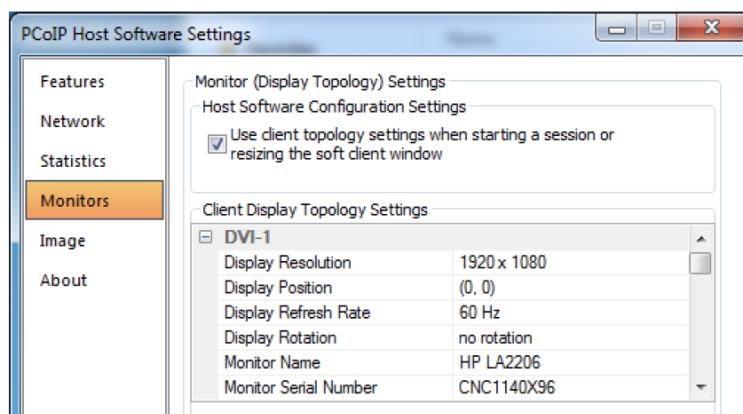 PCoIP Host Software Settings
Features
Network
Statistics
Monitors
Image
About
Monitor (Display Topology) Settings
Host Software Configuration Settings
Use client topology settings when starting a session or
resizing the soft client window
Client Display Topology Settings
DVI-1
Display Resolution 1920 x 1080
Display Position (0, 0)
Display Refresh Rate 60 Hz
Display Rotation no rotation
Monitor Name HP LA2206
Monitor Serial Number CNC1140X96